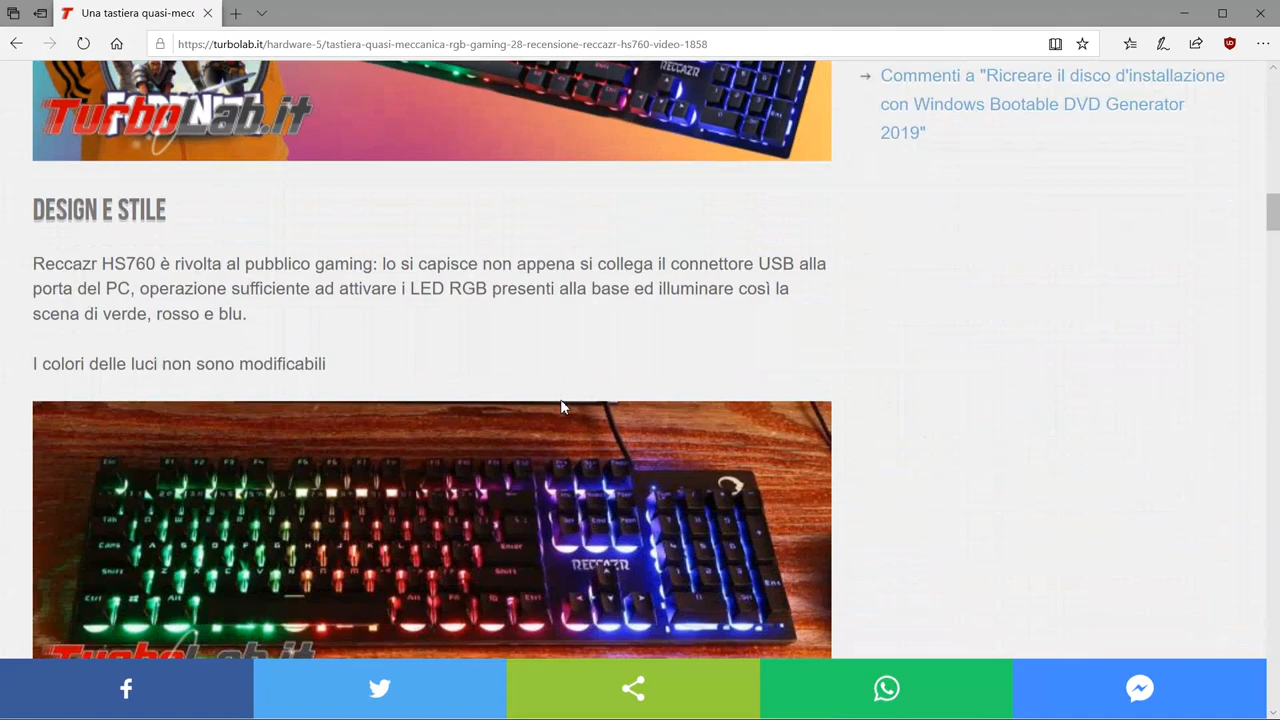 Una tastiera quasi-mecc
https://turbolab.it/hardware-5/tastiera-quasi-meccanica-rgb-gaming-28-recensione-reccazr-hs760-video-1858
RECCAZR
TurboLab.it
Commenti a "Ricreare il disco d'installazione
con Windows Bootable DVD Generator
2019"
DESIGN E STILE
Reccazr HS760 è rivolta al pubblico gaming: lo si capisce non appena si collega il connettore USB alla
porta del PC, operazione sufficiente ad attivare i LED RGB presenti alla base ed illuminare così la
scena di verde, rosso e blu.
I colori delle luci non sono modificabili
RECCAZR
TurboLab.it